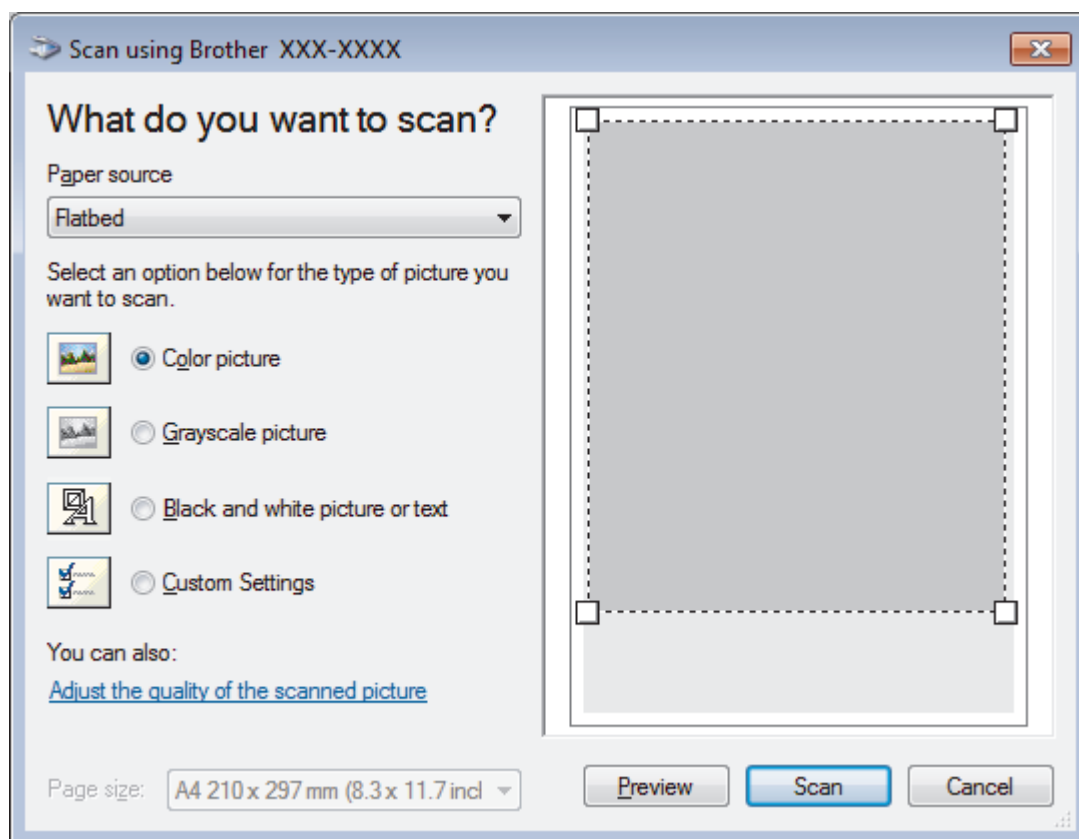 Scan using Brother XXX-XXXX
What do you want to scan?
Paper source
Flatbed
Select an option below for the type of picture you
want to scan.
Color picture
Grayscale picture
Black and white picture or text
Custom Settings
You can also:
Adjust the quality of the scanned picture
Page size: A4 210 x 297 mm (8.3 x 11.7 incl
Preview Scan Cancel